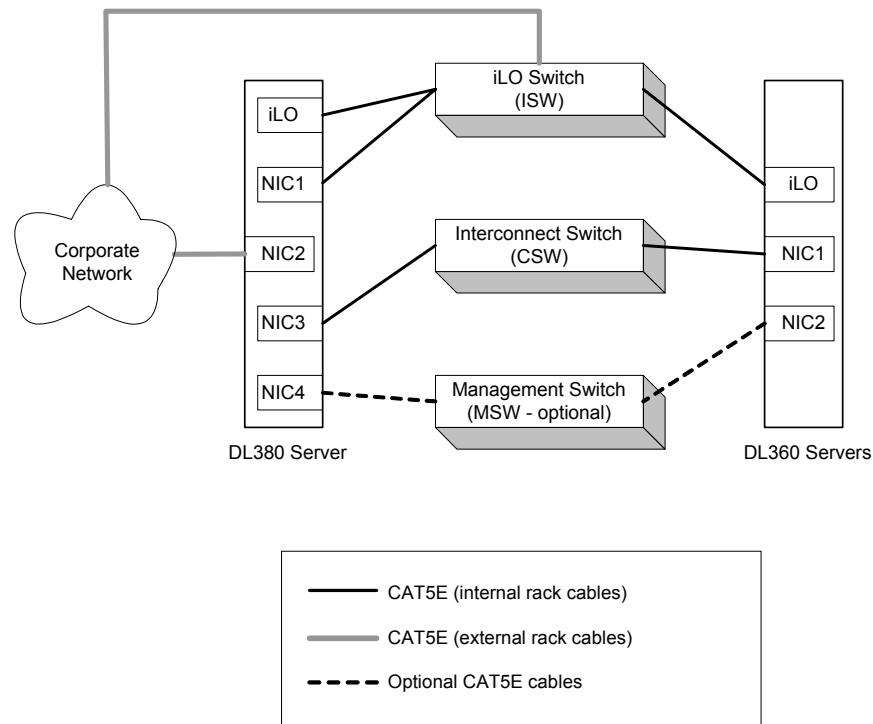 iLO Switch
(ISW)
iLO
NIC1
iLO
Corporate
Network
NIC2
Interconnect Switch
(CSW)
NIC1
NIC3
NIC2
NIC4
Management Switch
(MSW - optional)
DL380 Server
DL360 Servers
CAT5E (internal rack cables)
CAT5E (external rack cables)
Optional CAT5E cables